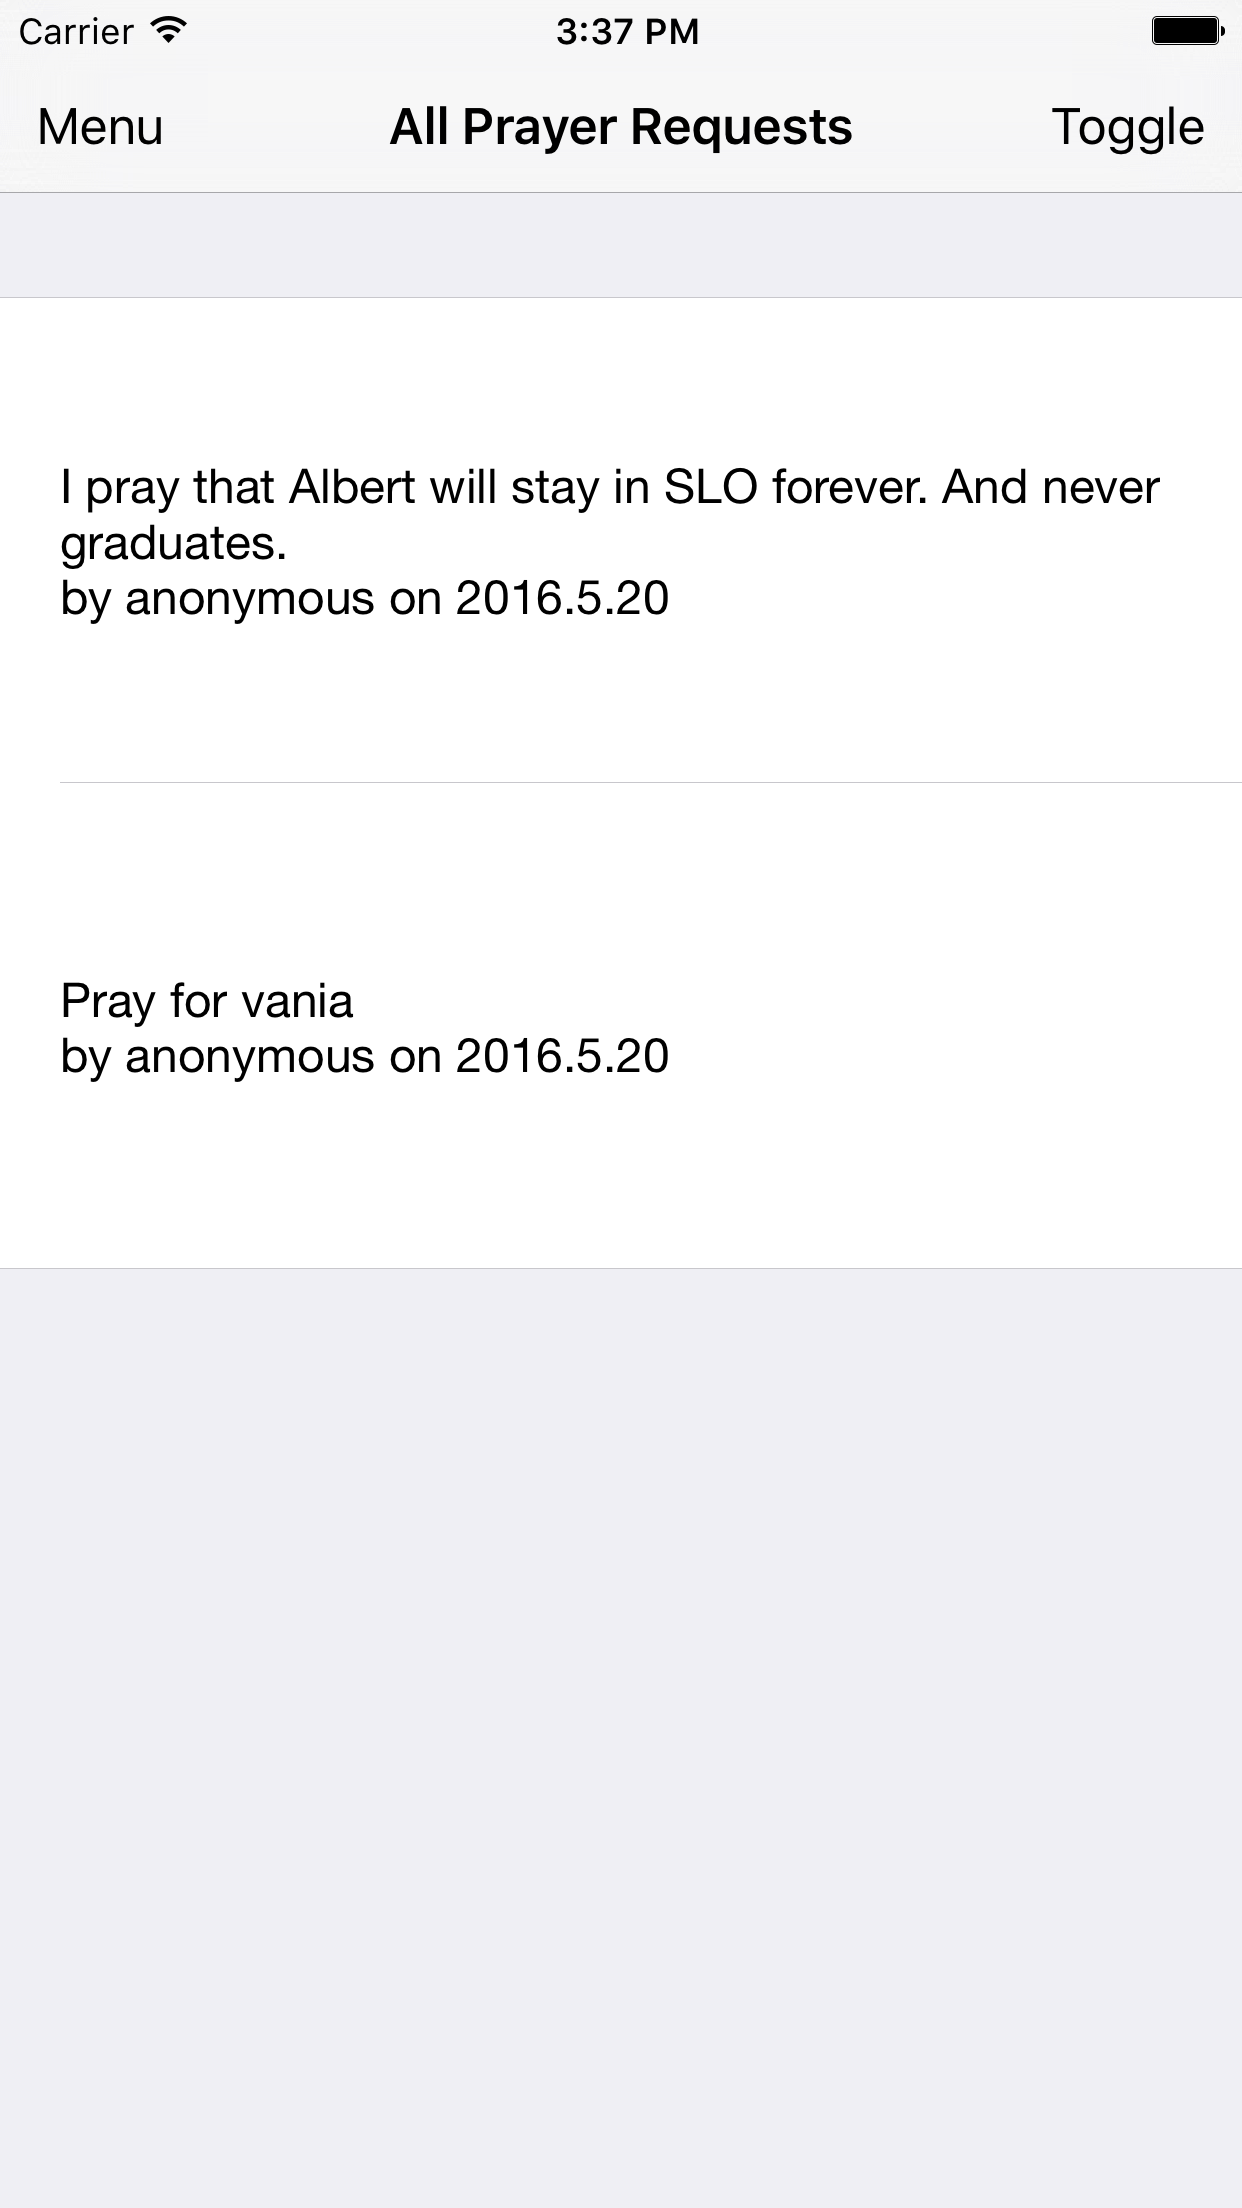 Carrier 3:37 PM
Menu All Prayer Requests Toggle
I pray that Albert will stay in SLO forever. And never
graduates.
by anonymous on 2016.5.20
Pray for vania
by anonymous on 2016.5.20